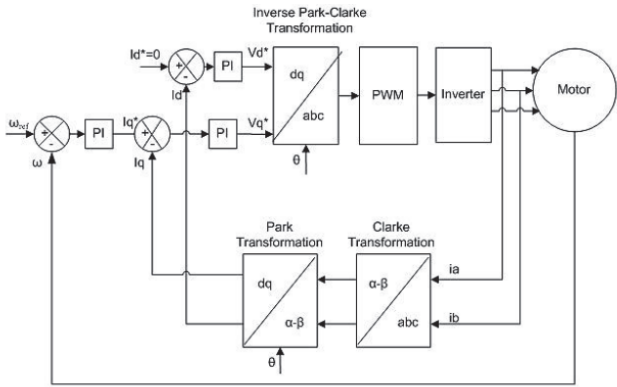 Inverse Park-Clarke
Transformation
Id*=0
+
-
PI
Vd*
Id
dq
abc
PWM
Inverter
Motor
ωref
+
-
ω
PI
Iq*
+
-
Iq
PI
Vq*
θ
Park
Transformation
Clarke
Transformation
dq
α-β
α-β
abc
ia
ib
θ